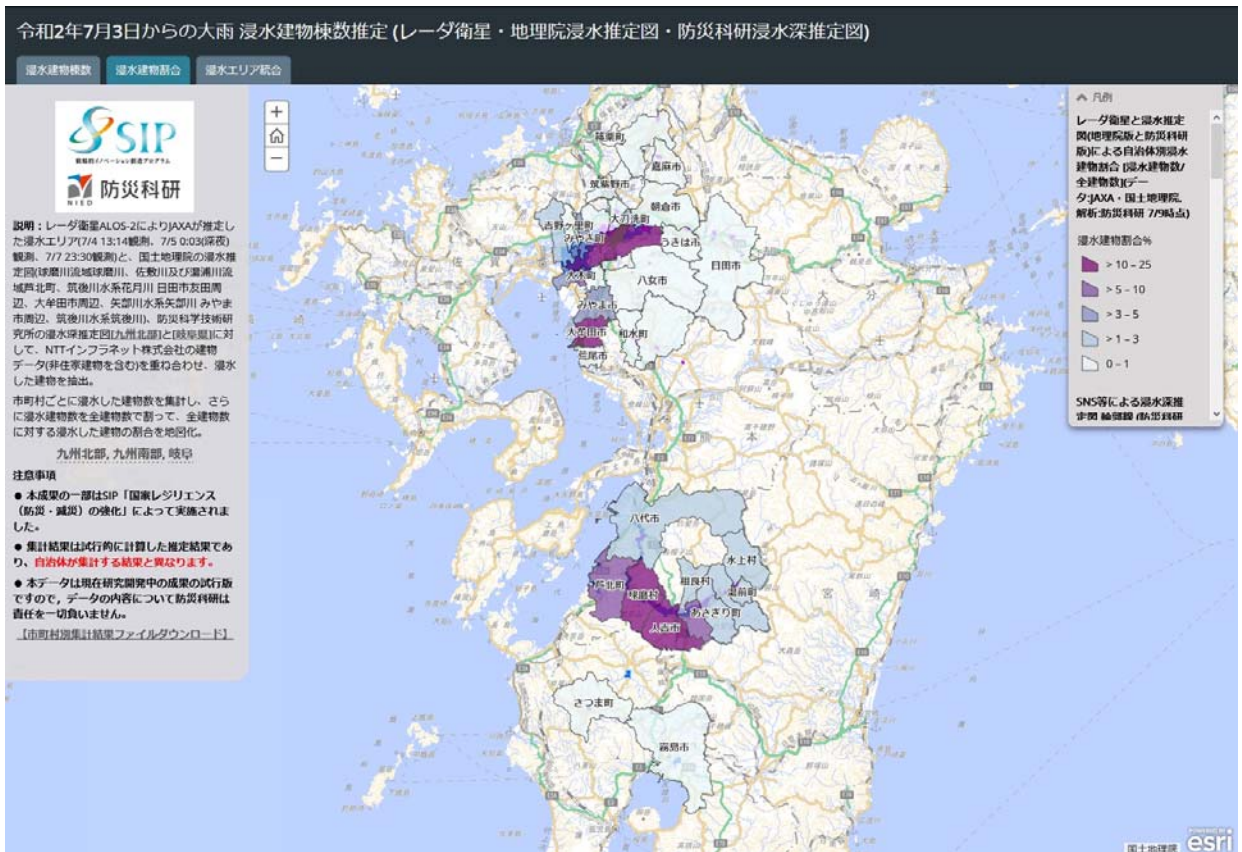 令和2年7月3日からの大雨 浸水建物棟数推定 (レーダ衛星・地理院浸水推定図・防災科研浸水深推定図)
浸水建物棟数 浸水建物割合 浸水エリア統合
SIP
戦略的イノベーション創造プログラム
NIED 防災科研
説明:レーダ衛星ALOS-2によりJAXAが推定し
た浸水エリア(7/4 13:14観測、7/5 0:03(深夜)
観測、7/7 23:30観測)と、国土地理院の浸水推
定図(球磨川流域球磨川、佐敷川及び湯浦川流
域芦北町、筑後川水系花月川 日田市友田周
辺、大牟田市周辺、矢部川水系矢部川 みやま
市周辺、筑後川水系筑後川)、防災科学技術研
究所の浸水深推定図[九州北部]と[岐阜県]に対
して、NTTインフラネット株式会社の建物
データ(非住家建物を含む)を重ね合わせ、浸水
した建物を抽出。
市町村ごとに浸水した建物数を集計し、さら
に浸水建物数を全建物数で割って、全建物数
に対する浸水した建物の割合を地図化。
九州北部, 九州南部, 岐阜
注意事項
● 本成果の一部はSIP「国家レジリエンス
(防災・減災)の強化」によって実施されま
した。
● 集計結果は試行的に計算した推定結果であ
り、自治体が集計する結果と異なります。
● 本データは現在研究開発中の成果の試行版
ですので，データの内容について防災科研は
責任を一切負いません。
【市町村別集計結果ファイルダウンロード】
+
−
篠栗町
嘉麻市
筑紫野市
朝倉市
吉野ヶ里町
大刀洗町
みやき町
うきは市
日田市
大木町
八女市
みやま市
大牟田市
和水町
荒尾市
八代市
水上村
相良村
芦北町
湯前町
球磨村
あさぎり町
人吉市
宮崎
さつま町
霧島市
凡例
レーダ衛星と浸水推定
図(地理院版と防災科研
版)による自治体別浸水
建物割合 [浸水建物数/
全建物数](デー
タ:JAXA・国土地理院,
解析:防災科研 7/9時点)
浸水建物割合%
> 10 – 25
> 5 – 10
> 3 – 5
> 1 – 3
0 – 1
SNS等による浸水深推
定図 輪郭線 (防災科研
国土地理院
POWERED BY
esri